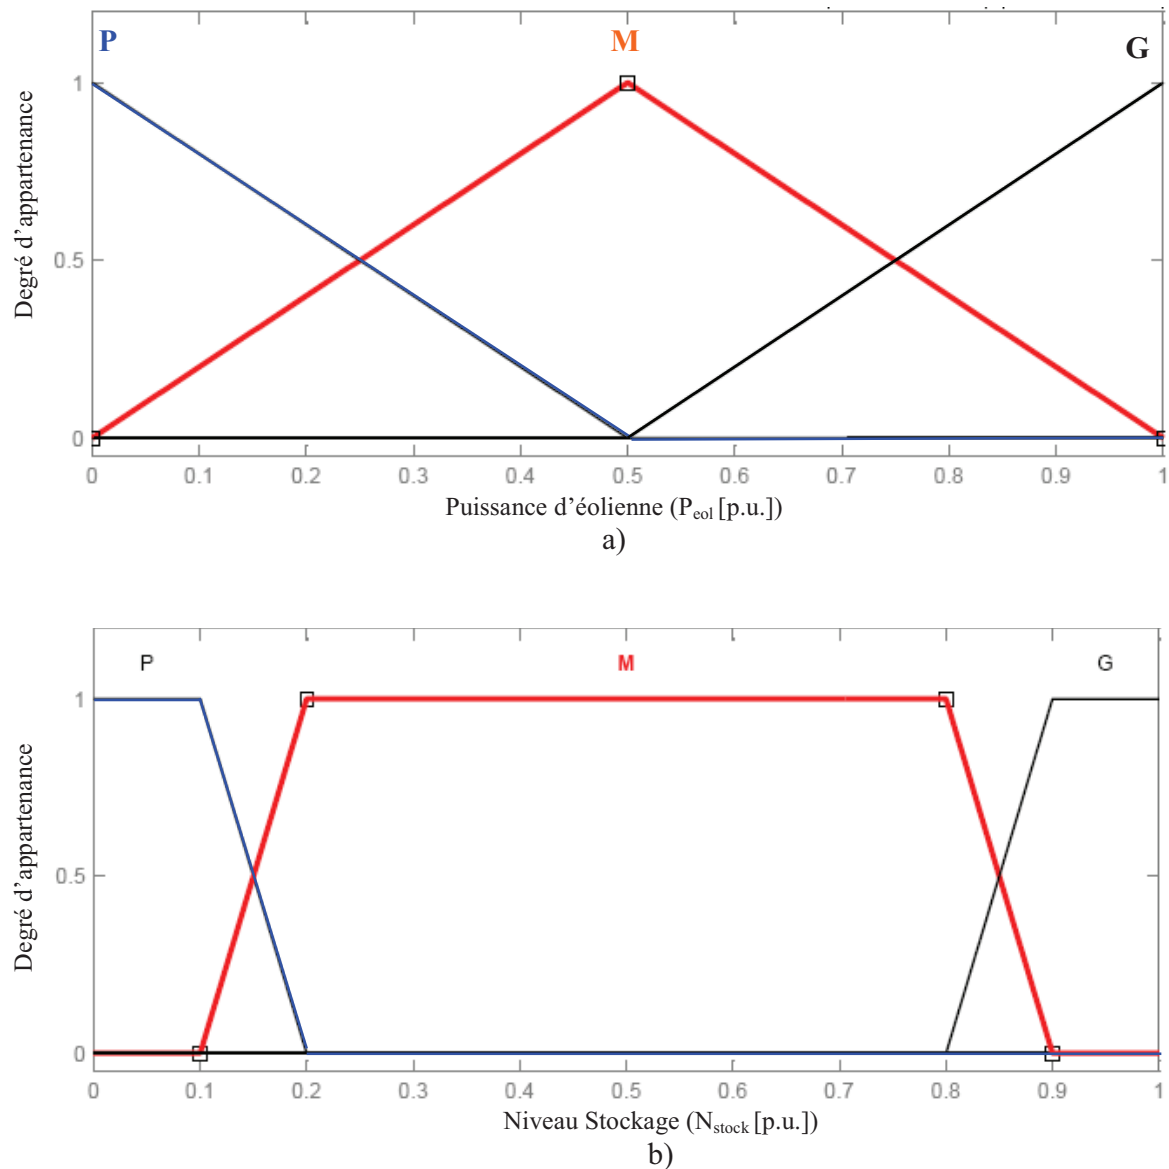 P M G
1
0.5
0
Degré d’appartenance
0 0.1 0.2 0.3 0.4 0.5 0.6 0.7 0.8 0.9 1
Puissance d’éolienne (Peol [p.u.])
a)
P M G
1
0.5
0
Degré d’appartenance
0 0.1 0.2 0.3 0.4 0.5 0.6 0.7 0.8 0.9 1
Niveau Stockage (Nstock [p.u.])
b)